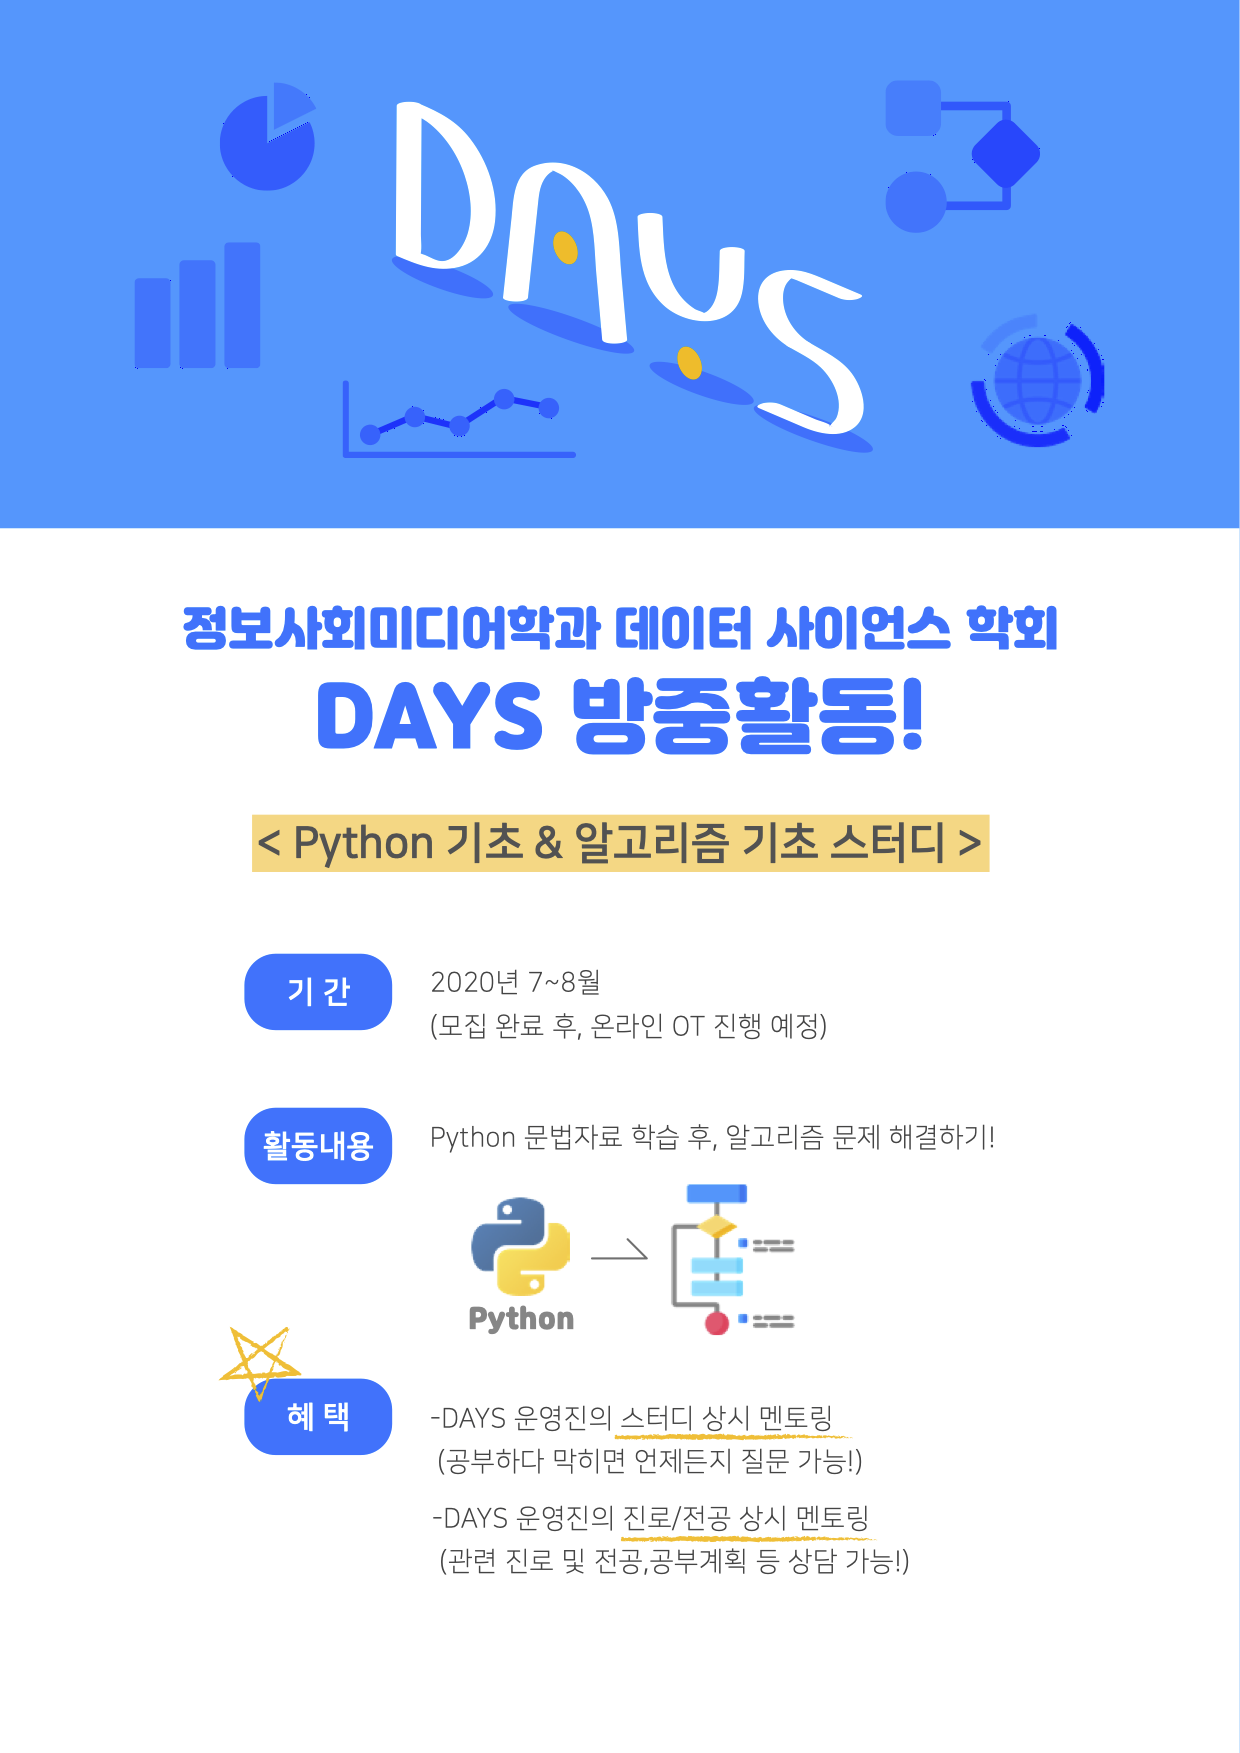 DAYS
정보사회미디어학과 데이터 사이언스 학회
DAYS 방중활동!
< Python 기초 & 알고리즘 기초 스터디 >
기 간
2020년 7~8월
(모집 완료 후, 온라인 OT 진행 예정)
활동내용
Python 문법자료 학습 후, 알고리즘 문제 해결하기!
Python
혜 택
-DAYS 운영진의 스터디 상시 멘토링
(공부하다 막히면 언제든지 질문 가능!)
-DAYS 운영진의 진로/전공 상시 멘토링
(관련 진로 및 전공,공부계획 등 상담 가능!)